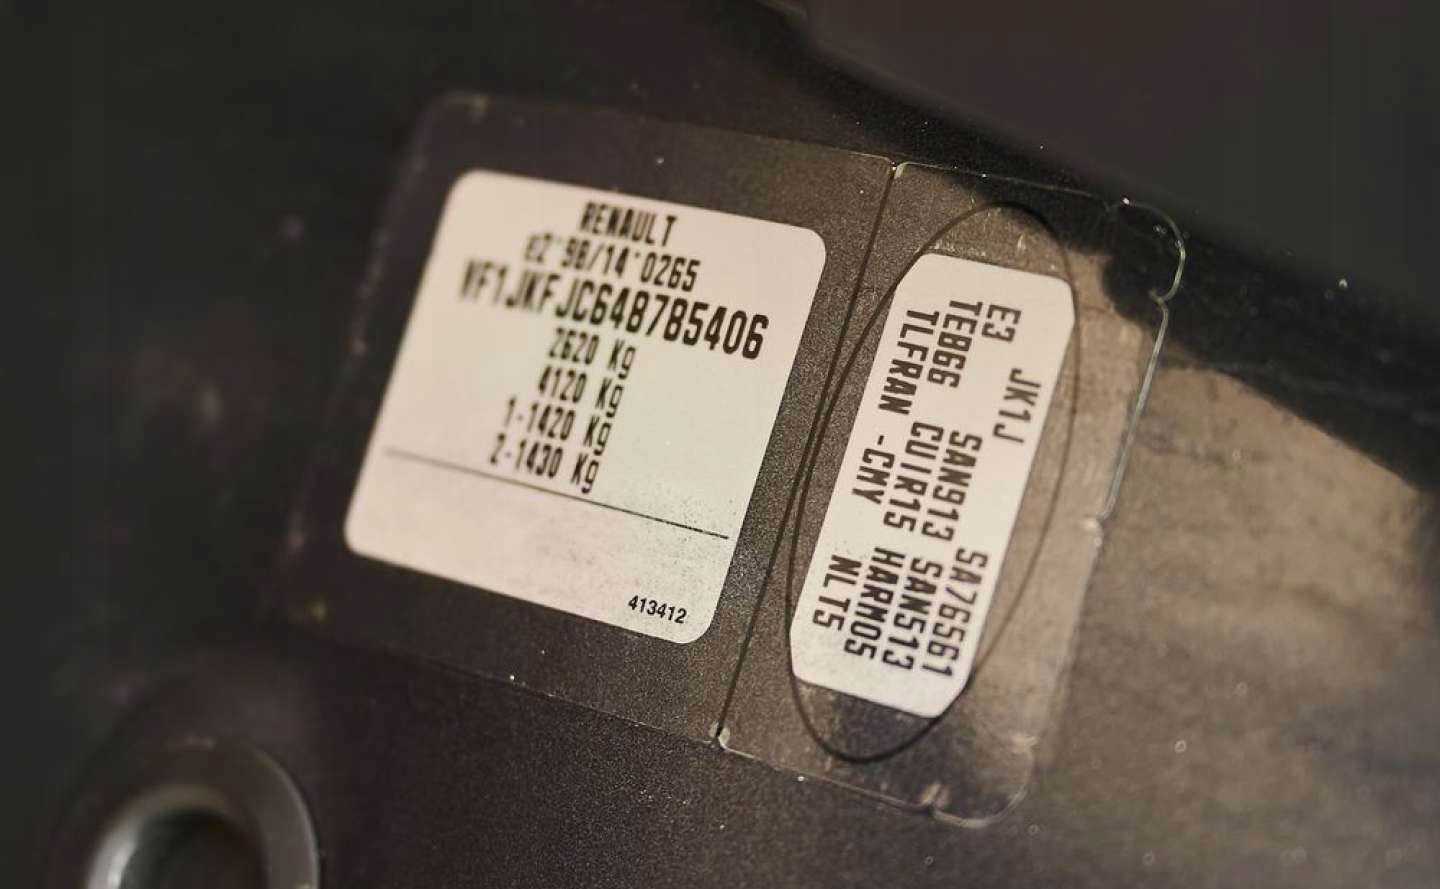 RENAULT
e2*98/14*0265
VF1JKFJC64B785406
2620 Kg
4120 Kg
1-1420 Kg
2-1430 Kg
413412
E3 JK1J
SAN913 SA76561
TEB66 CUIR15 SAN513
TLFRAN -CMY HARM05
NLT5